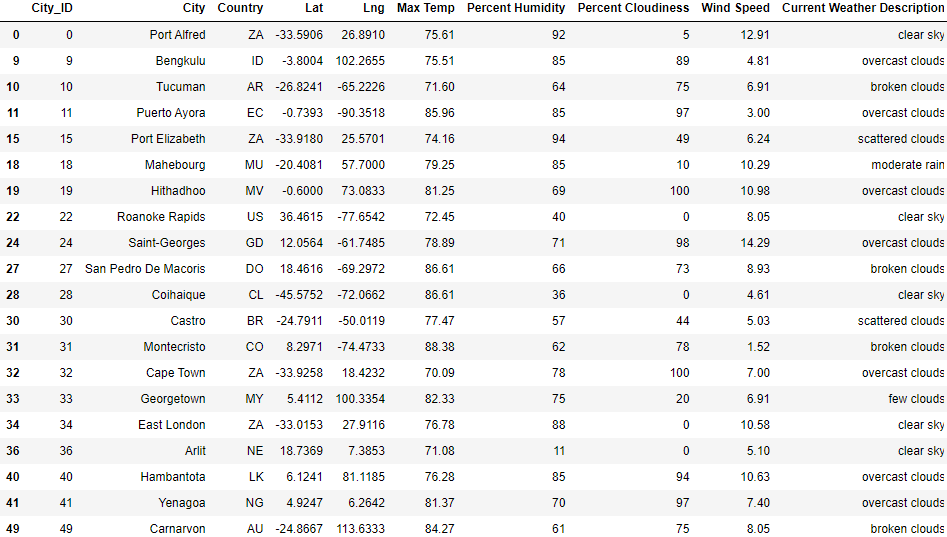 City_ID City Country Lat Lng Max Temp Percent Humidity Percent Cloudiness Wind Speed Current Weather Description
0 0 Port Alfred ZA -33.5906 26.8910 75.61 92 5 12.91 clear sky
9 9 Bengkulu ID -3.8004 102.2655 75.51 85 89 4.81 overcast clouds
10 10 Tucuman AR -26.8241 -65.2226 71.60 64 75 6.91 broken clouds
11 11 Puerto Ayora EC -0.7393 -90.3518 85.96 85 97 3.00 overcast clouds
15 15 Port Elizabeth ZA -33.9180 25.5701 74.16 94 49 6.24 scattered clouds
18 18 Mahebourg MU -20.4081 57.7000 79.25 85 10 10.29 moderate rain
19 19 Hithadhoo MV -0.6000 73.0833 81.25 69 100 10.98 overcast clouds
22 22 Roanoke Rapids US 36.4615 -77.6542 72.45 40 0 8.05 clear sky
24 24 Saint-Georges GD 12.0564 -61.7485 78.89 71 98 14.29 overcast clouds
27 27 San Pedro De Macoris DO 18.4616 -69.2972 86.61 66 73 8.93 broken clouds
28 28 Coihaique CL -45.5752 -72.0662 86.61 36 0 4.61 clear sky
30 30 Castro BR -24.7911 -50.0119 77.47 57 44 5.03 scattered clouds
31 31 Montecristo CO 8.2971 -74.4733 88.38 62 78 1.52 broken clouds
32 32 Cape Town ZA -33.9258 18.4232 70.09 78 100 7.00 overcast clouds
33 33 Georgetown MY 5.4112 100.3354 82.33 75 20 6.91 few clouds
34 34 East London ZA -33.0153 27.9116 76.78 88 0 10.58 clear sky
36 36 Arlit NE 18.7369 7.3853 71.08 11 0 5.10 clear sky
40 40 Hambantota LK 6.1241 81.1185 76.28 85 94 10.63 overcast clouds
41 41 Yenagoa NG 4.9247 6.2642 81.37 70 97 7.40 overcast clouds
49 49 Carnarvon AU -24.8667 113.6333 84.27 61 75 8.05 broken clouds